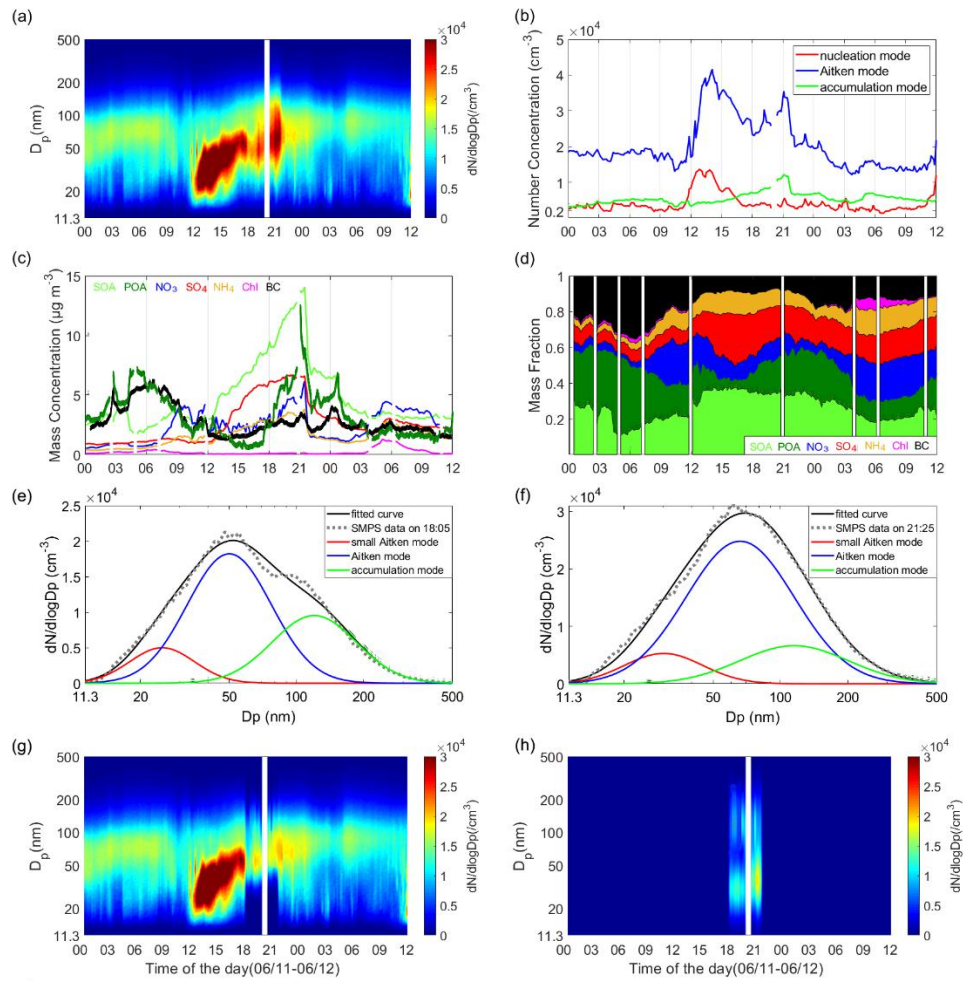 (a)
×10⁴
500
200
100
50
20
11.3
D_p(nm)
00 03 06 09 12 15 18 21 00 03 06 09 12
3
2.5
2
1.5
1
0.5
0
dN/dlogDp(/cm³)
(b)
×10⁴
5
4
3
2
1
0.2
Number Concentration (cm⁻³)
nucleation mode
Aitken mode
accumulation mode
00 03 06 09 12 15 18 21 00 03 06 09 12
(c)
15
10
5
0
Mass Concentration (µg m⁻³)
SOA POA NO₃ SO₄ NH₄ Chl BC
00 03 06 09 12 15 18 21 00 03 06 09 12
(d)
1
0.8
0.6
0.4
0.2
Mass Fraction
SOA POA NO₃ SO₄ NH₄ Chl BC
00 03 06 09 12 15 18 21 00 03 06 09 12
(e)
×10⁴
2.5
2
1.5
1
0.5
0
dN/dlogDp (cm⁻³)
fitted curve
SMPS data on 18:05
small Aitken mode
Aitken mode
accumulation mode
11.3 20 50 100 200 500
Dp (nm)
(f)
×10⁴
3
2
1
0
dN/dlogDp (cm⁻³)
fitted curve
SMPS data on 21:25
small Aitken mode
Aitken mode
accumulation mode
11.3 20 50 100 200 500
Dp (nm)
(g)
×10⁴
500
200
100
50
20
11.3
D_p(nm)
00 03 06 09 12 15 18 21 00 03 06 09 12
Time of the day(06/11-06/12)
3
2.5
2
1.5
1
0.5
0
dN/dlogDp(/cm³)
(h)
×10⁴
500
200
100
50
20
11.3
D_p(nm)
00 03 06 09 12 15 18 21 00 03 06 09 12
Time of the day(06/11-06/12)
3
2.5
2
1.5
1
0.5
0
dN/dlogDp(/cm³)